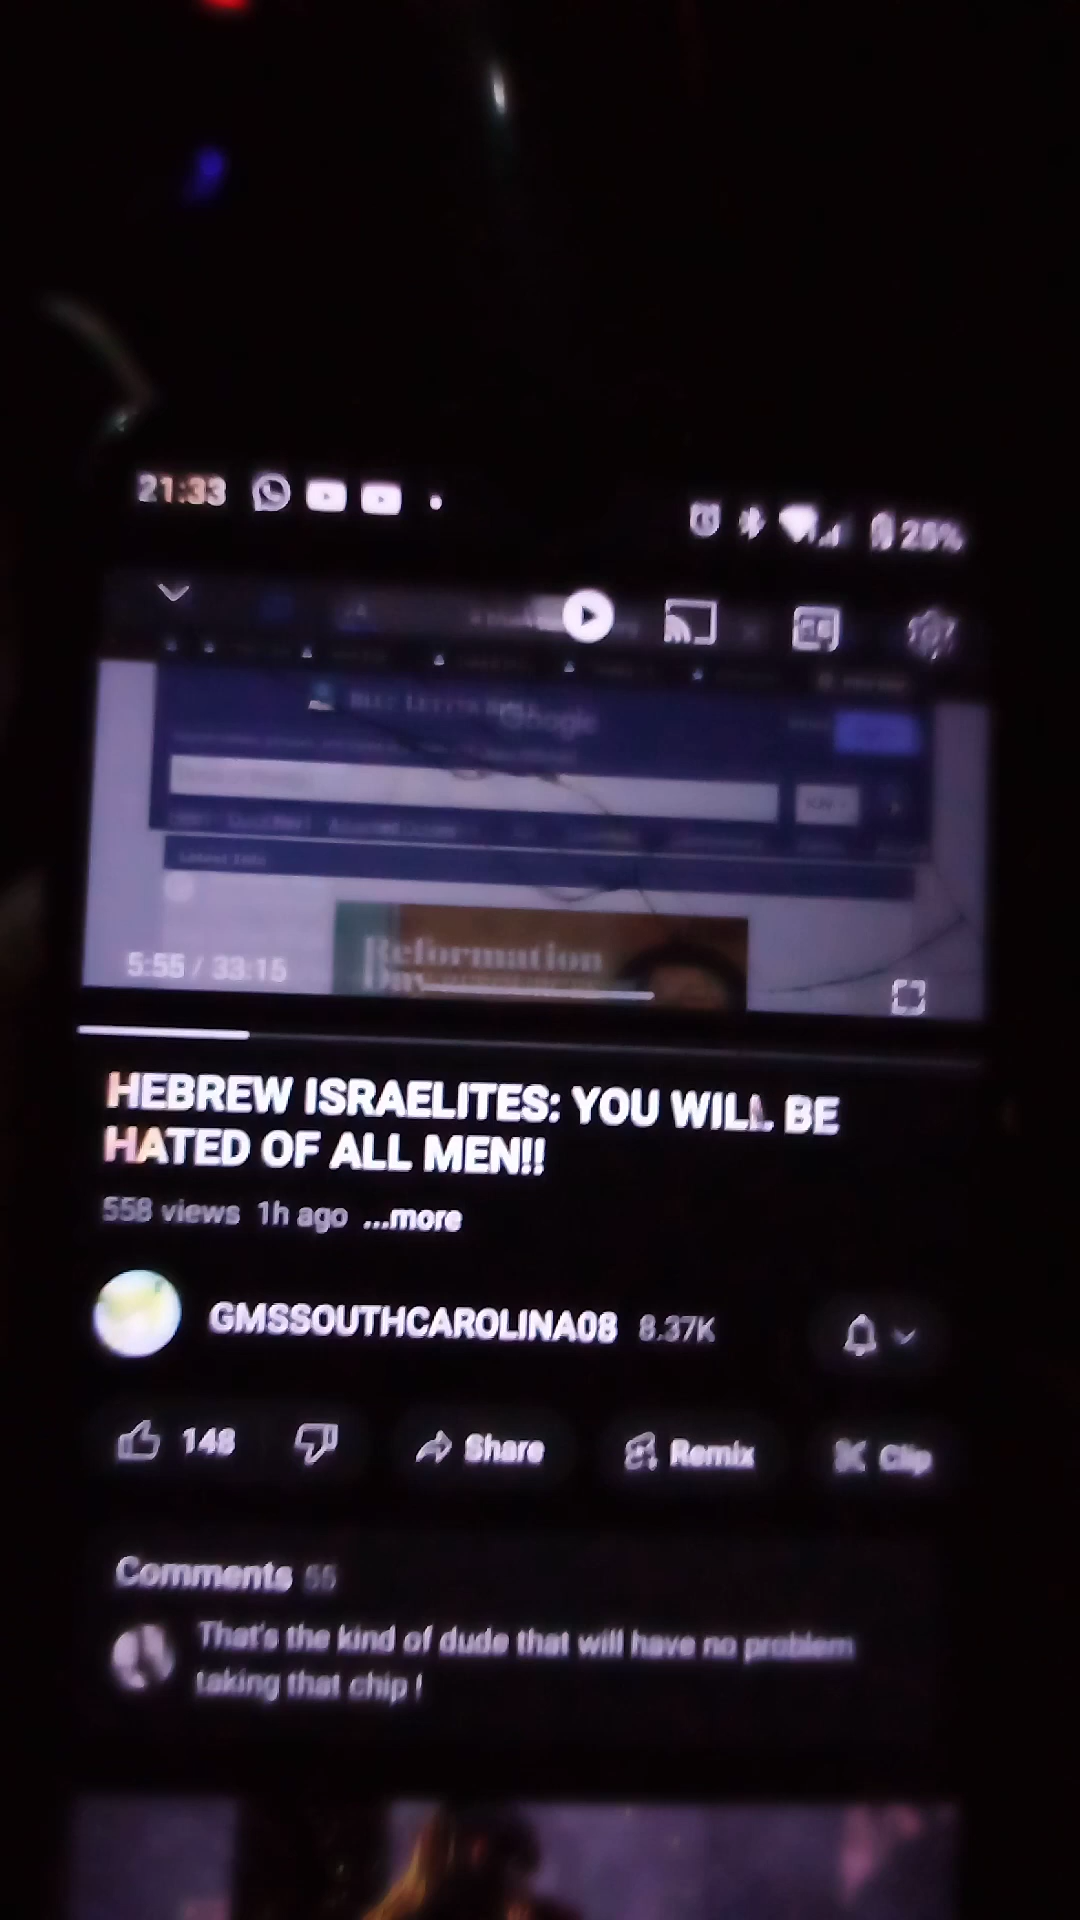 21:33
25%
Google
Reformation
Day
5:55 / 33:15
HEBREW ISRAELITES: YOU WILL BE
HATED OF ALL MEN!!
558 views 1h ago ...more
GMSSOUTHCAROLINA08 8.37K
148 Share Remix Clip
Comments 55
That's the kind of dude that will have no problem
taking that chip !